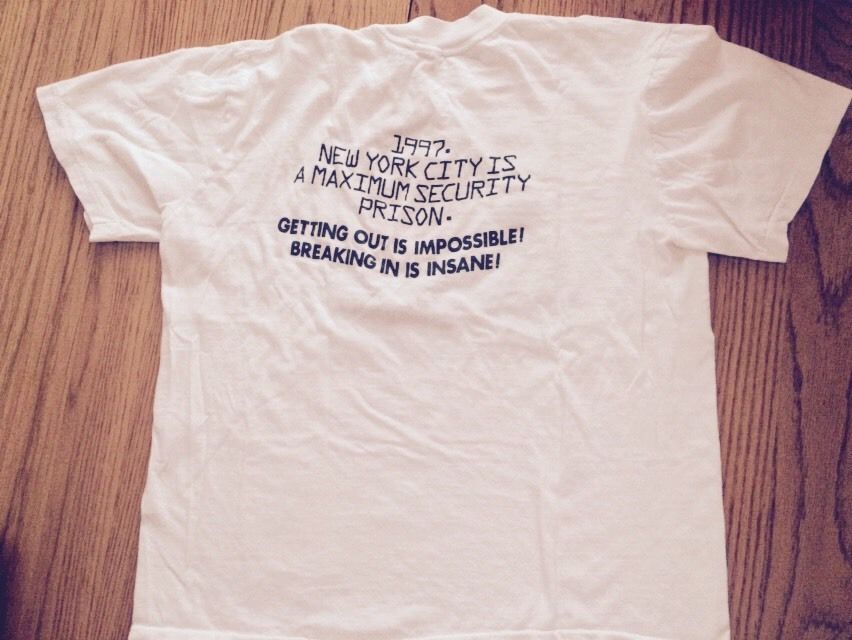 1997.
NEW YORK CITY IS
A MAXIMUM SECURITY
PRISON.
GETTING OUT IS IMPOSSIBLE!
BREAKING IN IS INSANE!